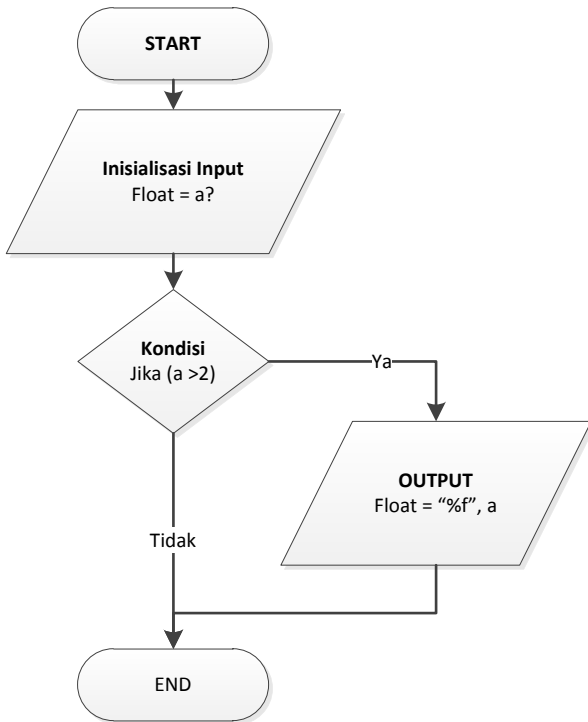 START
Inisialisasi Input
Float = a?
Kondisi
Jika (a >2)
Ya
OUTPUT
Float = “%f”, a
Tidak
END